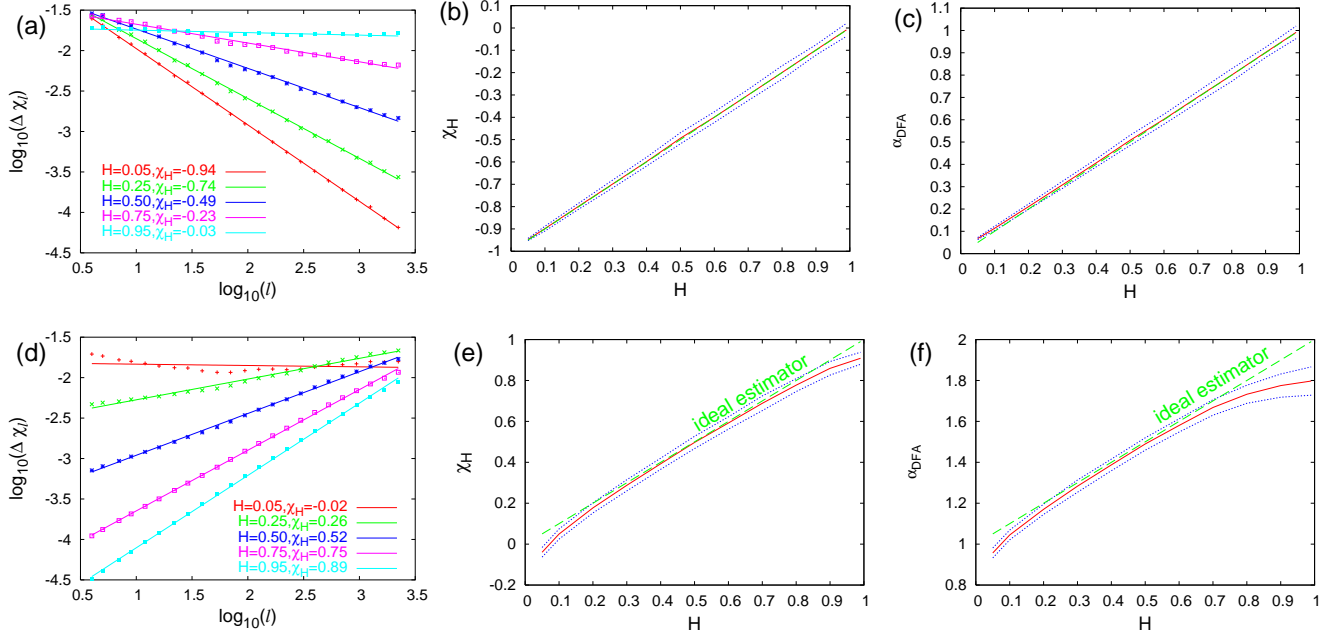 (a)
-1.5
-2
-2.5
-3
-3.5
-4
-4.5
0.5 1 1.5 2 2.5 3 3.5
log10(Δ χl)
log10(l)
H=0.05,χH=-0.94
H=0.25,χH=-0.74
H=0.50,χH=-0.49
H=0.75,χH=-0.23
H=0.95,χH=-0.03
(b)
0.1
0
-0.1
-0.2
-0.3
-0.4
-0.5
-0.6
-0.7
-0.8
-0.9
-1
0 0.1 0.2 0.3 0.4 0.5 0.6 0.7 0.8 0.9 1
χH
H
(c)
1.1
1
0.9
0.8
0.7
0.6
0.5
0.4
0.3
0.2
0.1
0
0 0.1 0.2 0.3 0.4 0.5 0.6 0.7 0.8 0.9 1
αDFA
H
(d)
-1.5
-2
-2.5
-3
-3.5
-4
-4.5
0.5 1 1.5 2 2.5 3 3.5
log10(Δ χl)
log10(l)
H=0.05,χH=-0.02
H=0.25,χH=0.26
H=0.50,χH=0.52
H=0.75,χH=0.75
H=0.95,χH=0.89
(e)
1
0.8
0.6
0.4
0.2
0
-0.2
0 0.1 0.2 0.3 0.4 0.5 0.6 0.7 0.8 0.9 1
χH
H
ideal estimator
(f)
2
1.8
1.6
1.4
1.2
1
0.8
0 0.1 0.2 0.3 0.4 0.5 0.6 0.7 0.8 0.9 1
αDFA
H
ideal estimator